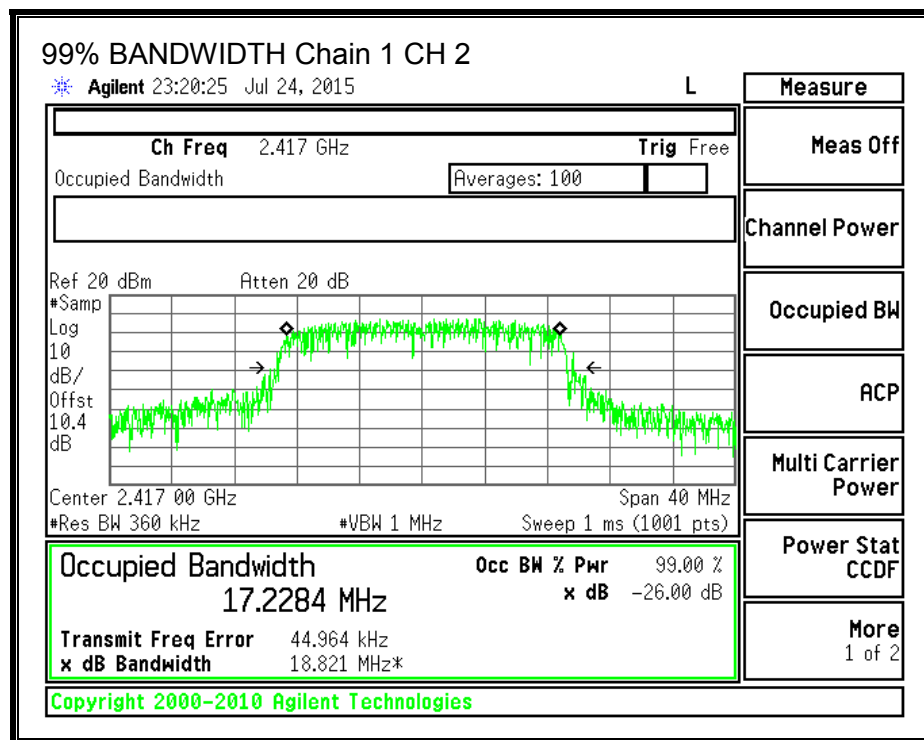 99% BANDWIDTH Chain 1 CH 2
Agilent 23:20:25 Jul 24, 2015 L
Measure
Ch Freq 2.417 GHz Trig Free
Occupied Bandwidth Averages: 100
Meas Off
Channel Power
Occupied BW
ACP
Multi Carrier
Power
Power Stat
CCDF
More
1 of 2
Ref 20 dBm Atten 20 dB
#Samp
Log
10
dB/
Offst
10.4
dB
Center 2.417 00 GHz Span 40 MHz
#Res BW 360 kHz #VBW 1 MHz Sweep 1 ms (1001 pts)
Occupied Bandwidth Occ BW % Pwr 99.00 %
17.2284 MHz x dB -26.00 dB
Transmit Freq Error 44.964 kHz
x dB Bandwidth 18.821 MHz*
Copyright 2000-2010 Agilent Technologies